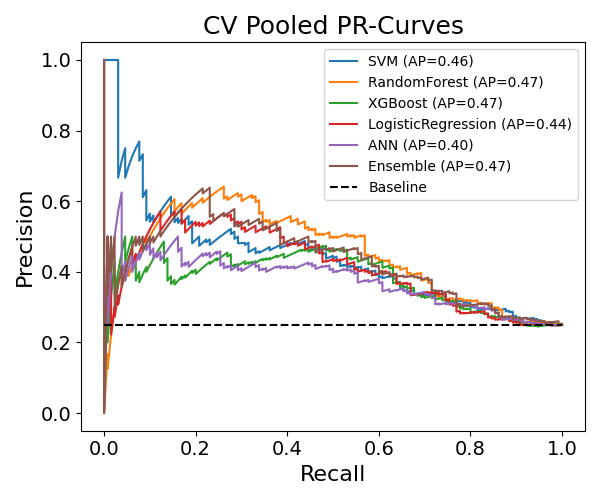 CV Pooled PR-Curves
SVM (AP=0.46)
RandomForest (AP=0.47)
XGBoost (AP=0.47)
LogisticRegression (AP=0.44)
ANN (AP=0.40)
Ensemble (AP=0.47)
Baseline
Precision
1.0
0.8
0.6
0.4
0.2
0.0
0.0 0.2 0.4 0.6 0.8 1.0
Recall